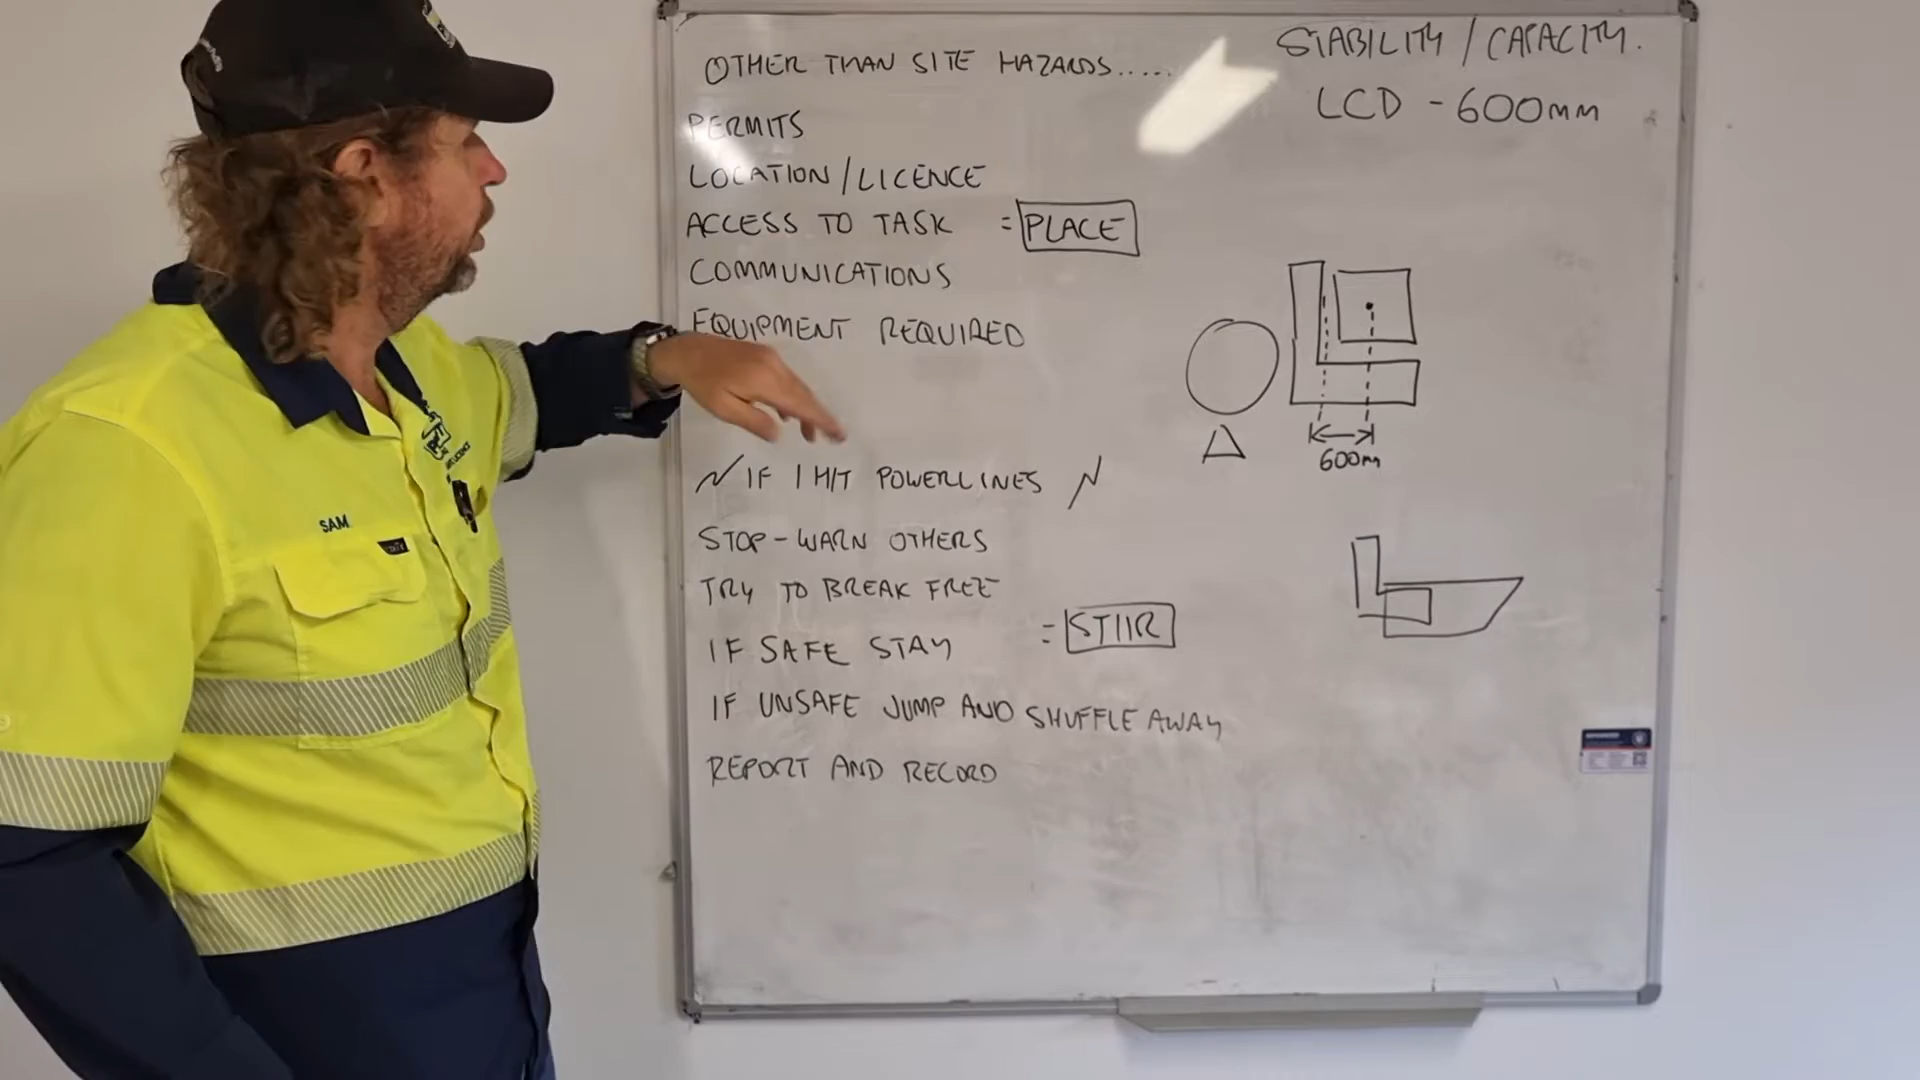 OTHER THAN SITE HAZARDS.....
PERMITS
LOCATION/LICENCE
ACCESS TO TASK = PLACE
COMMUNICATIONS
EQUIPMENT REQUIRED
IF I HIT POWERLINES
STOP-WARN OTHERS
TRY TO BREAK FREE
IF SAFE STAY = STIIR
IF UNSAFE JUMP AND SHUFFLE AWAY
REPORT AND RECORD
STABILITY/CAPACITY.
LCD - 600mm
600mm
SAM